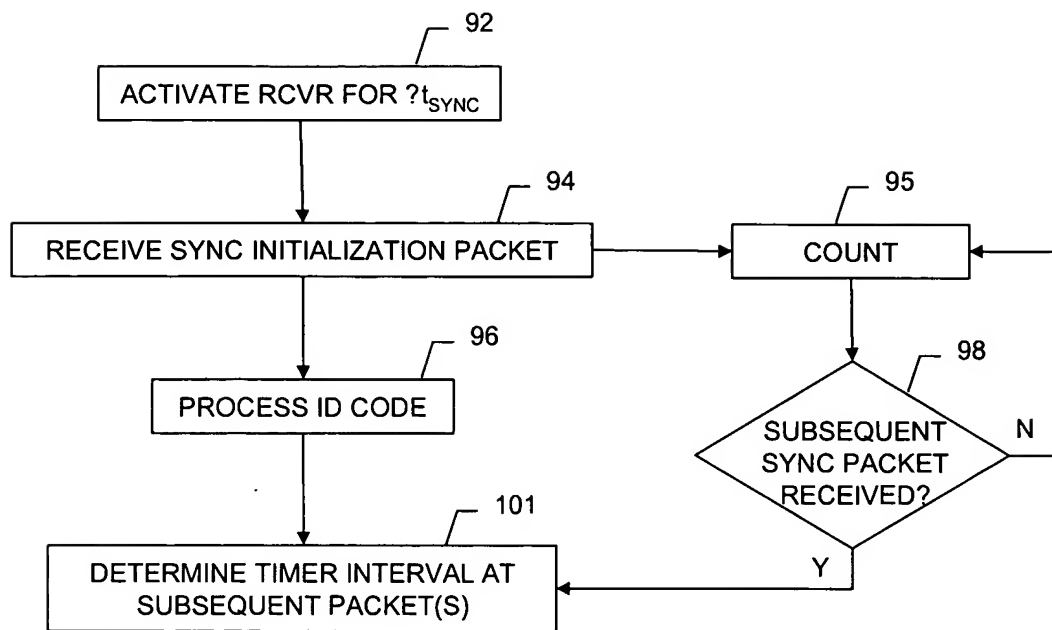 92
ACTIVATE RCVR FOR ?tSYNC
94
RECEIVE SYNC INITIALIZATION PACKET
95
COUNT
96
PROCESS ID CODE
98
SUBSEQUENT
SYNC PACKET
RECEIVED?
N
Y
101
DETERMINE TIMER INTERVAL AT
SUBSEQUENT PACKET(S)